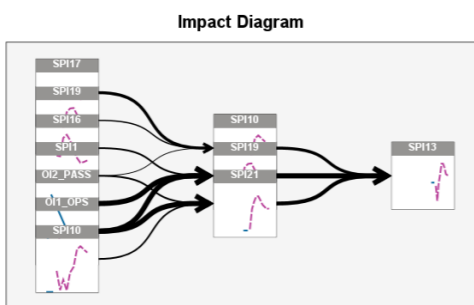 Impact Diagram
SPI17
SPI19
SPI16
SPI1
OI2_PASS
OI1_OPS
SPI10
SPI10
SPI19
SPI21
SPI13